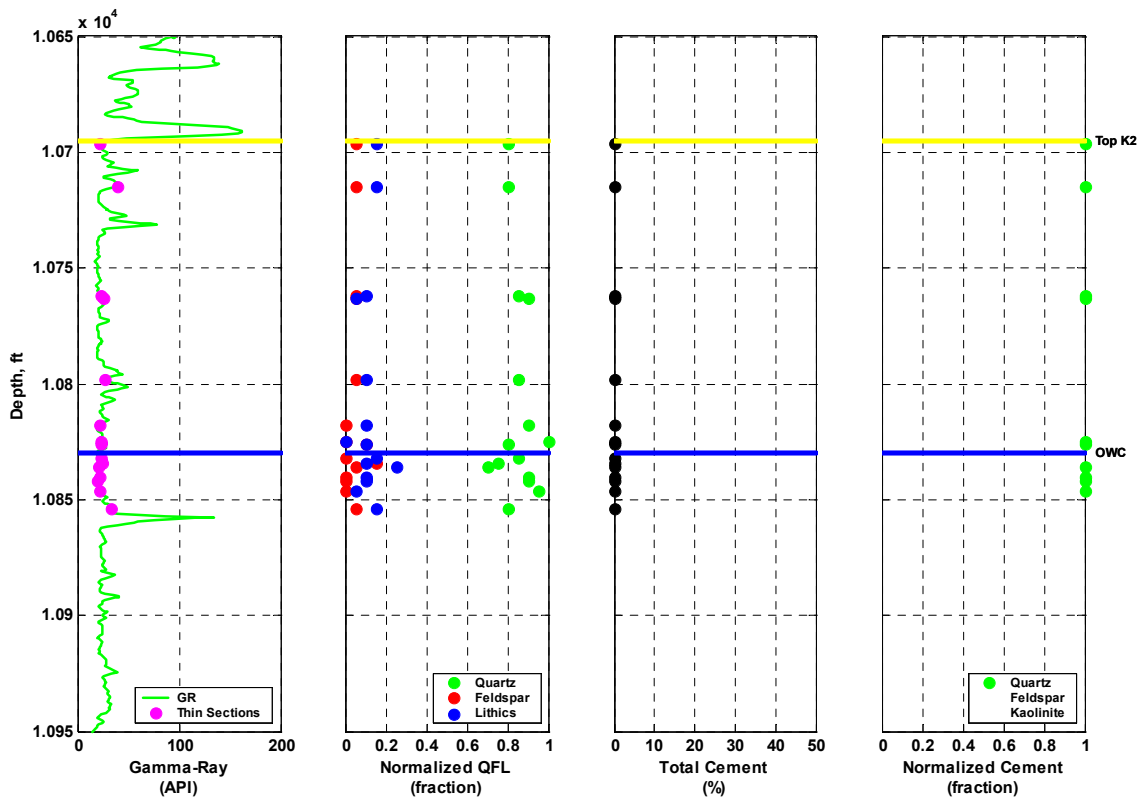 x 10⁴
1.065
1.07
1.075
1.08
1.085
1.09
1.095
Depth, ft
0 100 200
Gamma-Ray
(API)
GR
Thin Sections
0 0.2 0.4 0.6 0.8 1
Normalized QFL
(fraction)
Quartz
Feldspar
Lithics
0 10 20 30 40 50
Total Cement
(%)
0 0.2 0.4 0.6 0.8 1
Normalized Cement
(fraction)
Quartz
Feldspar
Kaolinite
Top K2
OWC